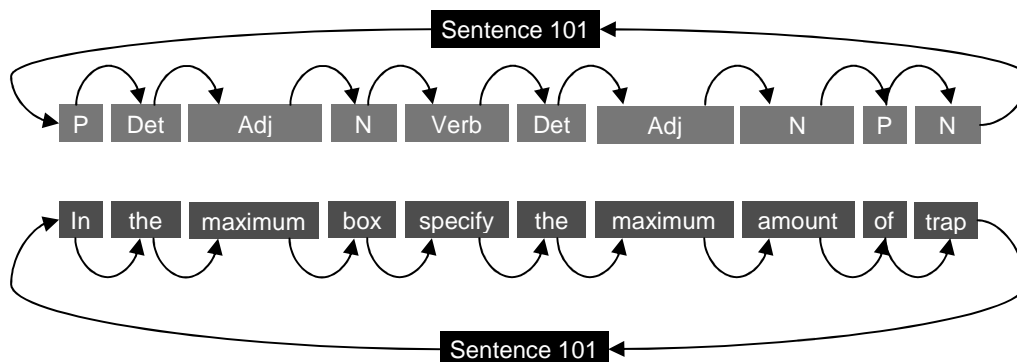 Sentence 101
P Det Adj N Verb Det Adj N P N
In the maximum box specify the maximum amount of trap
Sentence 101